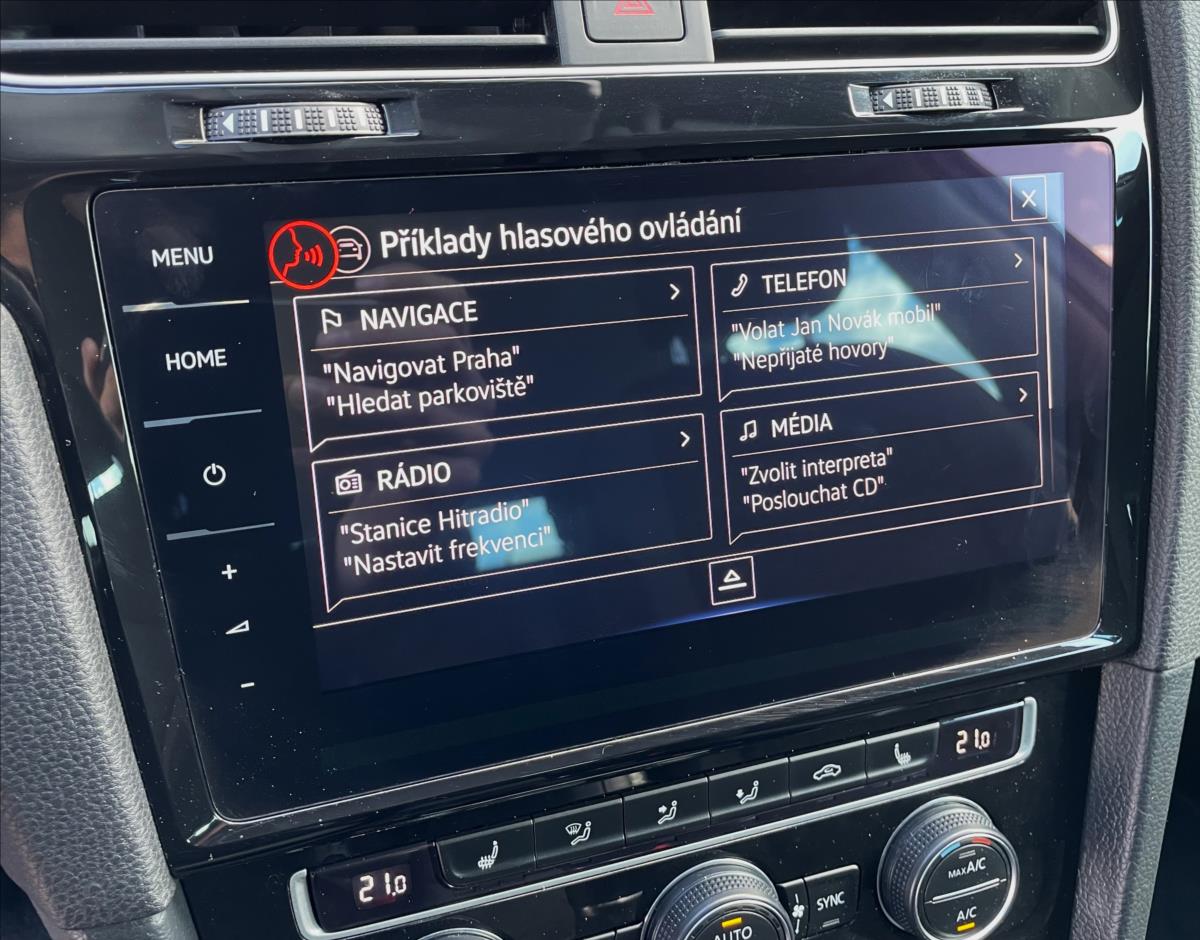 MENU
HOME
+
-
Příklady hlasového ovládání
NAVIGACE
"Navigovat Praha"
"Hledat parkoviště"
TELEFON
"Volat Jan Novák mobil"
"Nepřijaté hovory"
RÁDIO
"Stanice Hitradio"
"Nastavit frekvenci"
MÉDIA
"Zvolit interpreta"
"Poslouchat CD"
21.0
21.0
MAX A/C
A/C
SYNC
AUTO